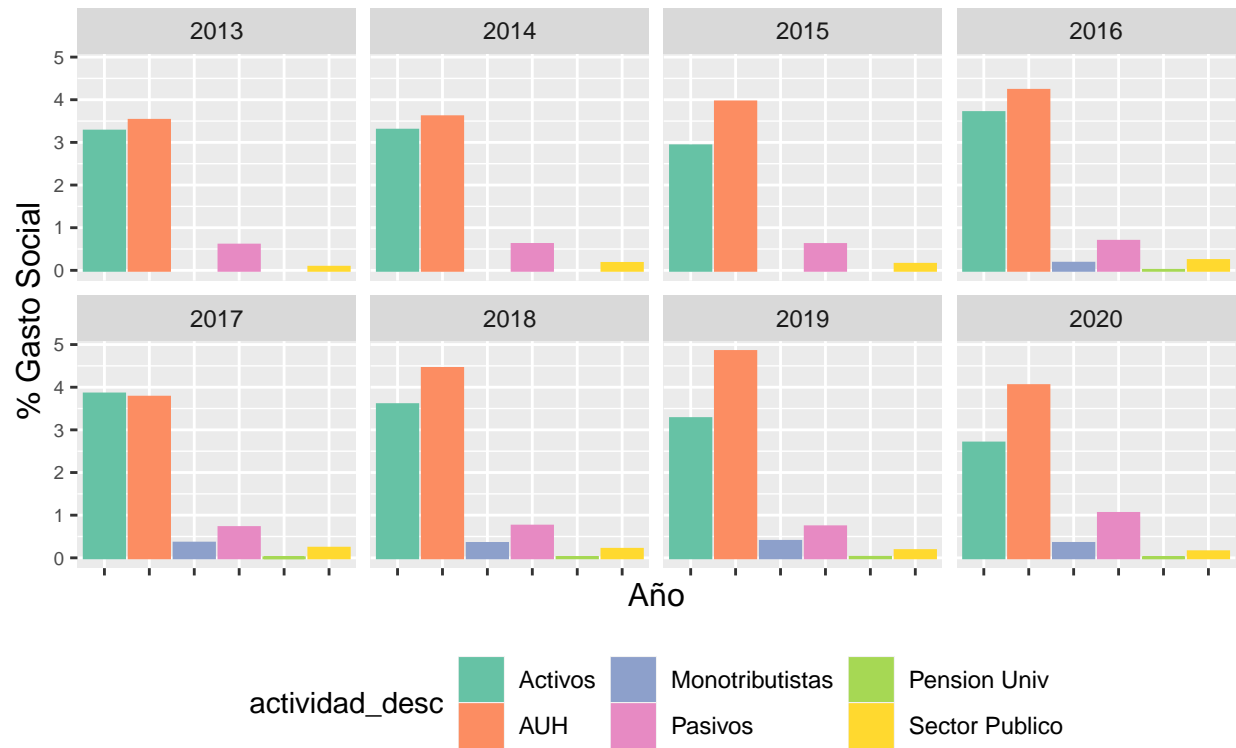 2013 2014 2015 2016
5
4
3
2
1
0
2017 2018 2019 2020
5
4
3
2
1
0
% Gasto Social
Año
actividad_desc
Activos Monotributistas Pension Univ
AUH Pasivos Sector Publico